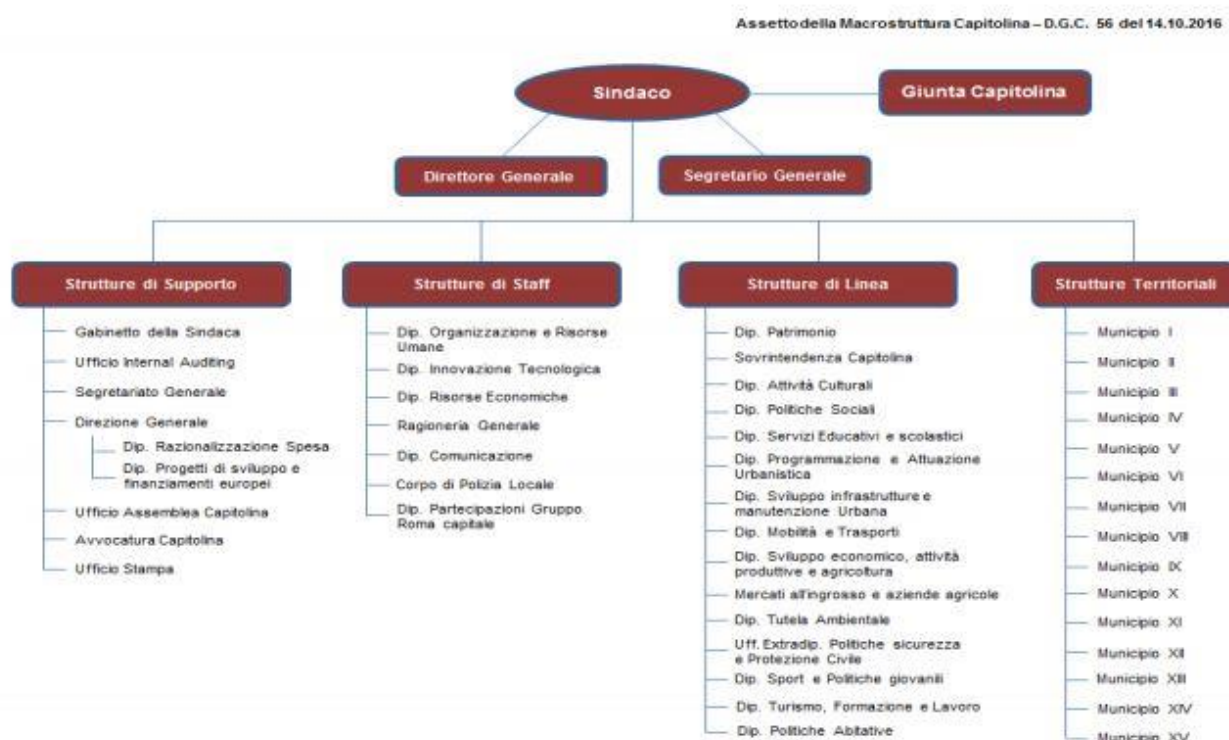 Assetto della Macrostruttura Capitolina – D.G.C. 56 del 14.10.2016
Sindaco
Giunta Capitolina
Direttore Generale
Segretario Generale
Strutture di Supporto
Gabinetto della Sindaca
Ufficio Internal Auditing
Segretariato Generale
Direzione Generale
Dip. Razionalizzazione Spesa
Dip. Progetti di sviluppo e
finanziamenti europei
Ufficio Assemblea Capitolina
Avvocatura Capitolina
Ufficio Stampa
Strutture di Staff
Dip. Organizzazione e Risorse
Umane
Dip. Innovazione Tecnologica
Dip. Risorse Economiche
Ragioneria Generale
Dip. Comunicazione
Corpo di Polizia Locale
Dip. Partecipazioni Gruppo
Roma capitale
Strutture di Linea
Dip. Patrimonio
Sovrintendenza Capitolina
Dip. Attività Culturali
Dip. Politiche Sociali
Dip. Servizi Educativi e scolastici
Dip. Programmazione e Attuazione
Urbanistica
Dip. Sviluppo infrastrutture e
manutenzione Urbana
Dip. Mobilità e Trasporti
Dip. Sviluppo economico, attività
produttive e agricoltura
Mercati all'ingrosso e aziende agricole
Dip. Tutela Ambientale
Uff. Extradip. Politiche sicurezza
e Protezione Civile
Dip. Sport e Politiche giovanili
Dip. Turismo, Formazione e Lavoro
Dip. Politiche Abitative
Strutture Territoriali
Municipio I
Municipio II
Municipio III
Municipio IV
Municipio V
Municipio VI
Municipio VII
Municipio VIII
Municipio IX
Municipio X
Municipio XI
Municipio XII
Municipio XIII
Municipio XIV
Municipio XV